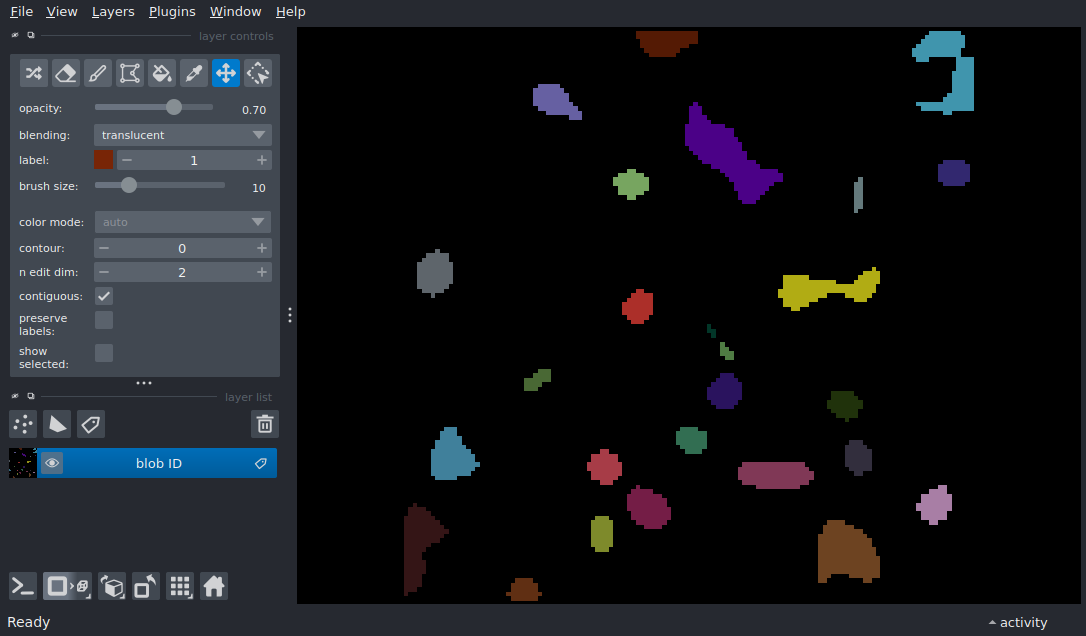 File View Layers Plugins Window Help
layer controls
opacity: 0.70
blending: translucent
label: 1
brush size: 10
color mode: auto
contour: 0
n edit dim: 2
contiguous:
preserve
labels:
show
selected:
layer list
blob ID
Ready
activity